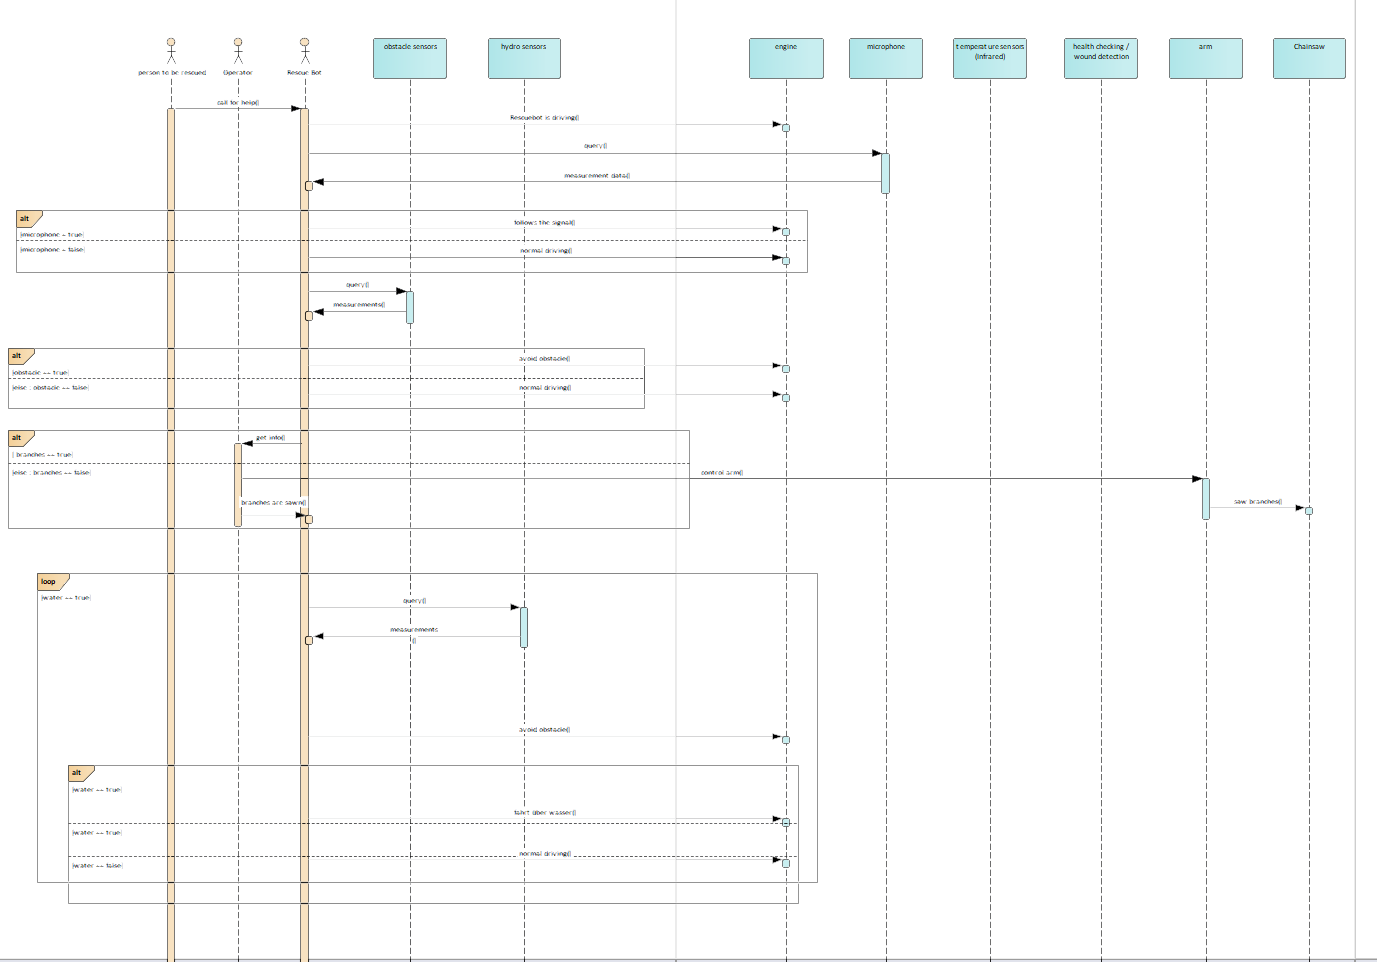 person to be rescued
Operator
Rescue Bot
obstacle sensors
hydro sensors
engine
microphone
temperature sensors
(infrared)
health checking /
wound detection
arm
Chainsaw
call for help()
Rescuebot is driving()
query()
measurement data()
alt
follows the signal()
[microphone = true]
[microphone = false]
normal driving()
query()
measurements()
alt
avoid obstacle()
[obstacle == true]
[else : obstacle == false]
normal driving()
alt
get info()
[ branches == true]
[else : branches == false]
control arm()
branches are sawn()
saw branches()
loop
[water == true]
query()
measurements
()
avoid obstacle()
alt
[water == true]
fährt über wasser()
[water == true]
normal driving()
[water == false]